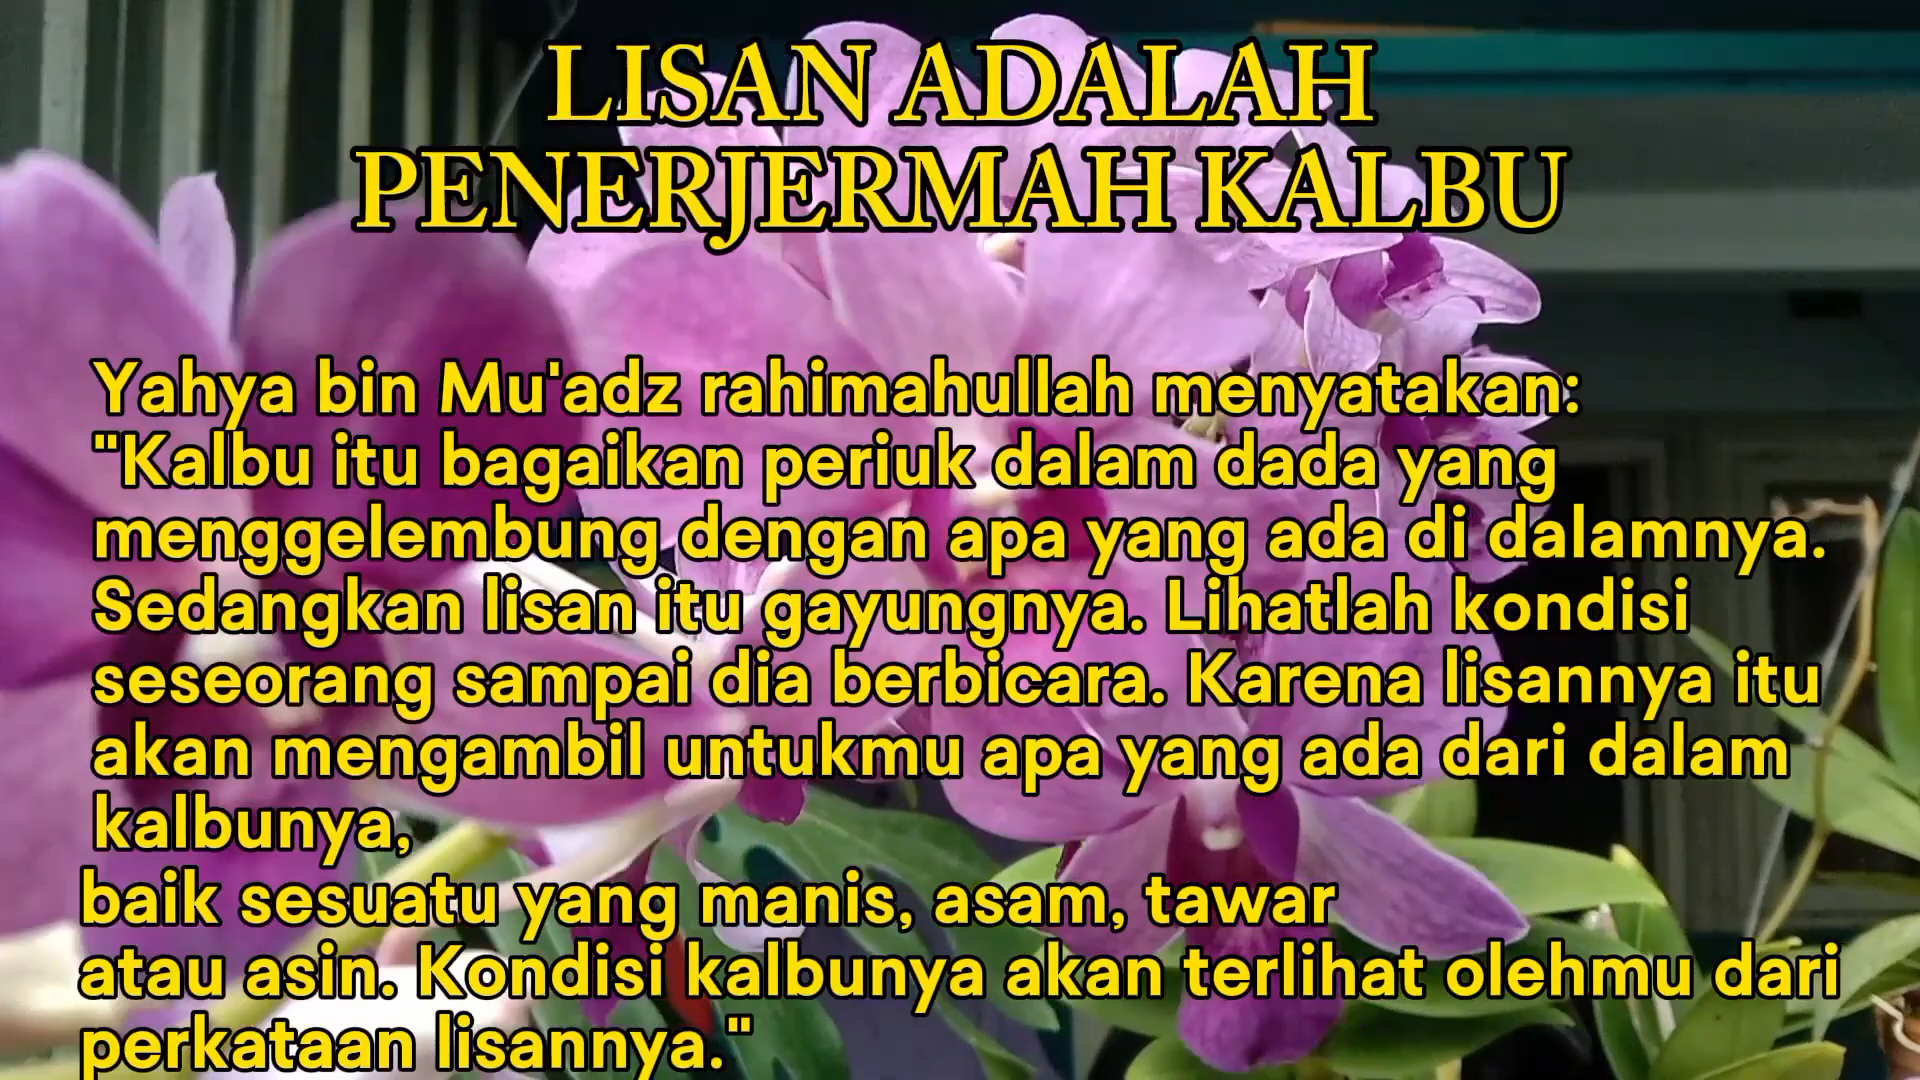 LISAN ADALAH
PENERJERMAH KALBU
Yahya bin Mu'adz rahimahullah menyatakan:
"Kalbu itu bagaikan periuk dalam dada yang
menggelembung dengan apa yang ada di dalamnya.
Sedangkan lisan itu gayungnya. Lihatlah kondisi
seseorang sampai dia berbicara. Karena lisannya itu
akan mengambil untukmu apa yang ada dari dalam
kalbunya,
baik sesuatu yang manis, asam, tawar
atau asin. Kondisi kalbunya akan terlihat olehmu dari
perkataan lisannya."